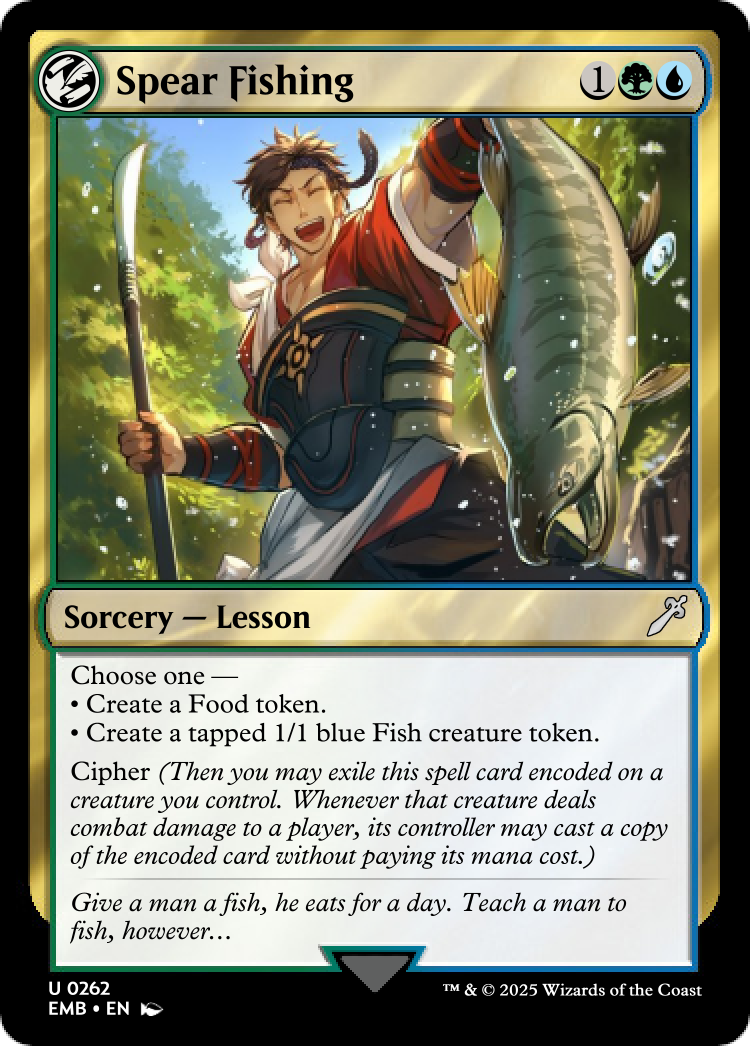 Spear Fishing
1
Sorcery — Lesson
Choose one —
• Create a Food token.
• Create a tapped 1/1 blue Fish creature token.
Cipher (Then you may exile this spell card encoded on a
creature you control. Whenever that creature deals
combat damage to a player, its controller may cast a copy
of the encoded card without paying its mana cost.)
Give a man a fish, he eats for a day. Teach a man to
fish, however…
U 0262
EMB • EN
™ & © 2025 Wizards of the Coast